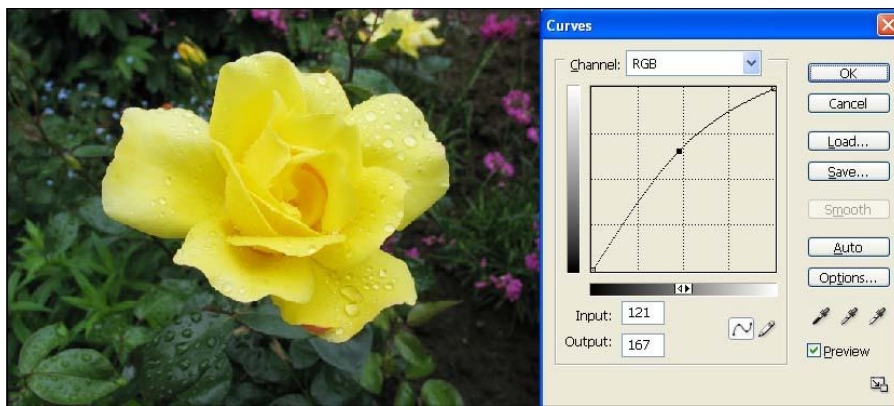 Curves
Channel: RGB
OK
Cancel
Load...
Save...
Smooth
Auto
Options...
Input: 121
Output: 167
Preview